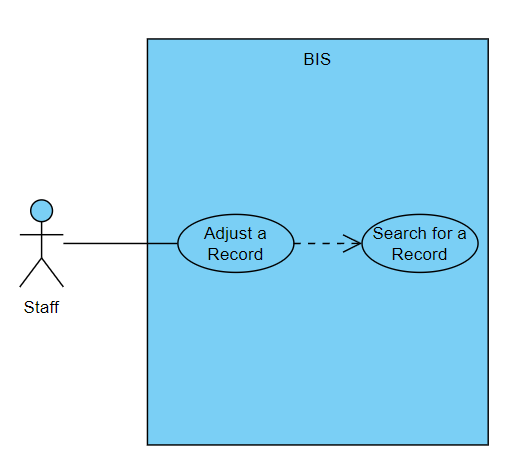 BIS
Adjust a
Record
Search for a
Record
Staff